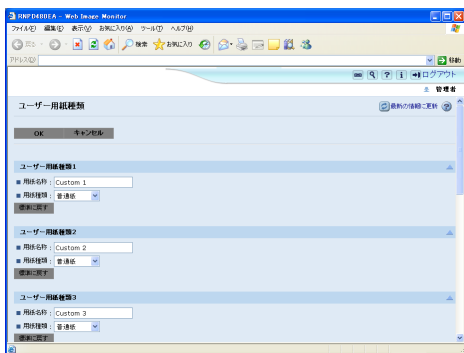 RNPD4B0EA - Web Image Monitor
ファイル(F) 編集(E) 表示(V) お気に入り(A) ツール(T) ヘルプ(H)
戻る 検索 お気に入り
アドレス(D) 移動
? i ログアウト
管理者
ユーザー用紙種類 最新の情報に更新 ?
OK キャンセル
ユーザー用紙種類1
用紙名称 : Custom 1
用紙種類 : 普通紙
標準に戻す
ユーザー用紙種類2
用紙名称 : Custom 2
用紙種類 : 普通紙
標準に戻す
ユーザー用紙種類3
用紙名称 : Custom 3
用紙種類 : 普通紙
標準に戻す